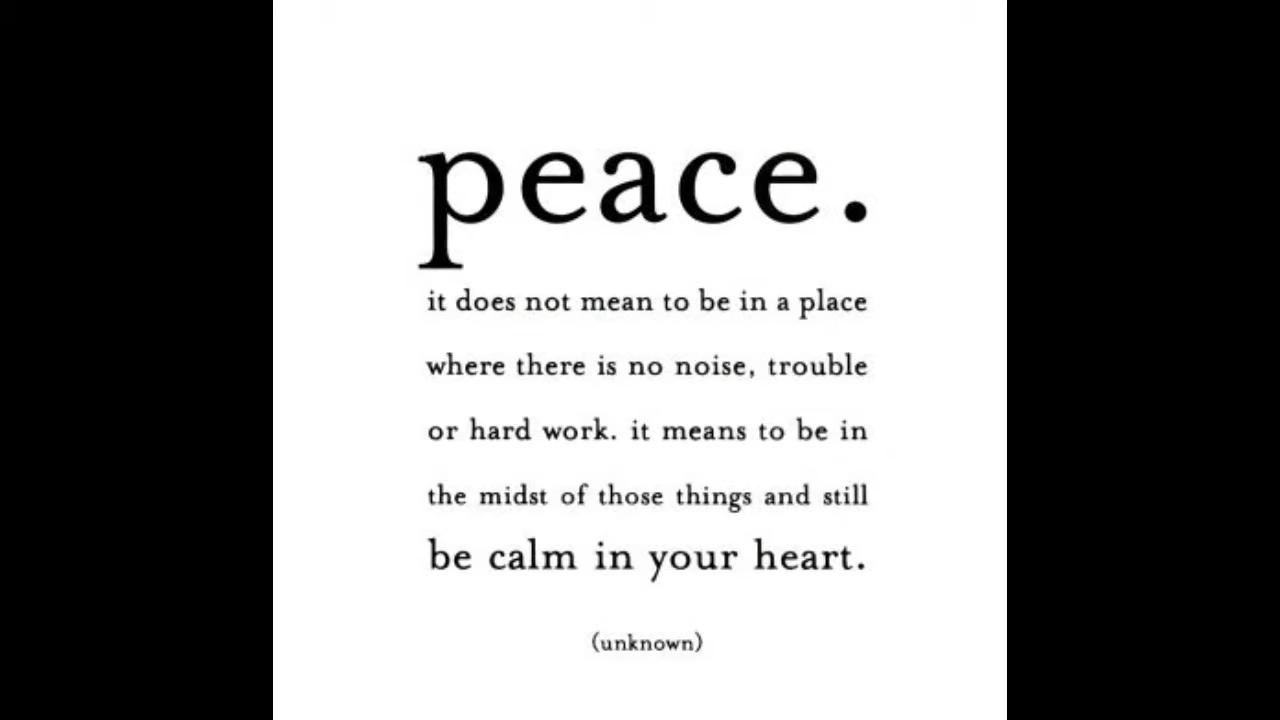 peace.
it does not mean to be in a place
where there is no noise, trouble
or hard work. it means to be in
the midst of those things and still
be calm in your heart.
(unknown)